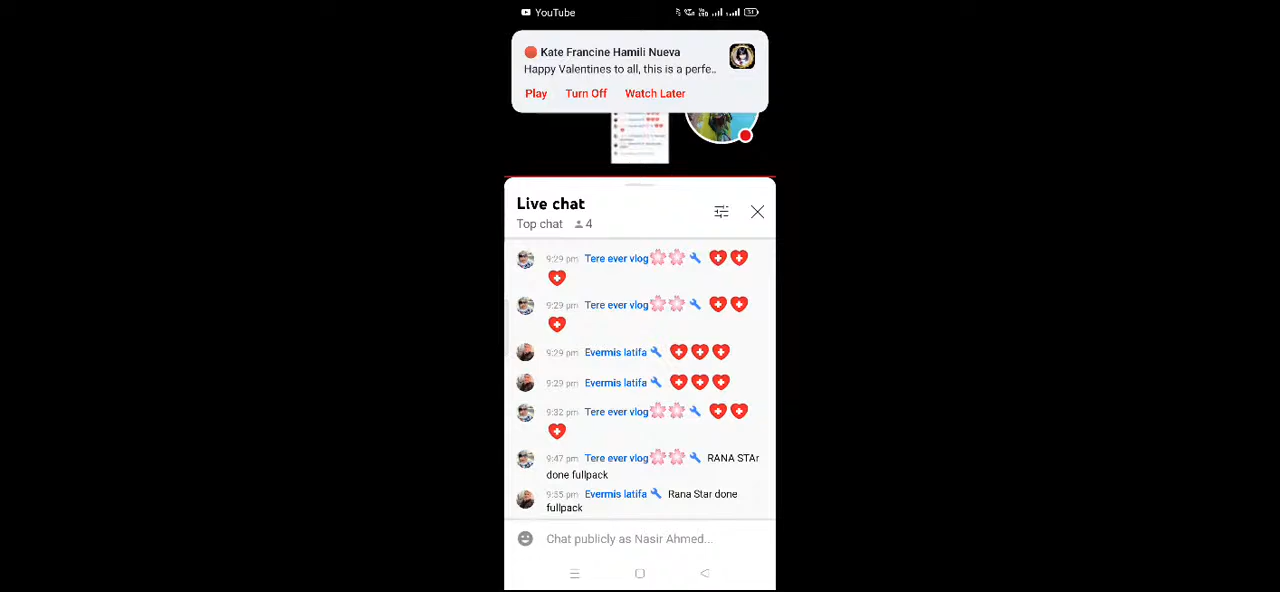 YouTube
51
🔴 Kate Francine Hamili Nueva
Happy Valentines to all, this is a perfe..
Play Turn Off Watch Later
Live chat
Top chat 4
9:29 pm Tere ever vlog🌸🌸
9:29 pm Tere ever vlog🌸🌸
9:29 pm Evermis latifa
9:29 pm Evermis latifa
9:32 pm Tere ever vlog🌸🌸
9:47 pm Tere ever vlog🌸🌸 RANA STAr
done fullpack
9:55 pm Evermis latifa Rana Star done
fullpack
Chat publicly as Nasir Ahmed...